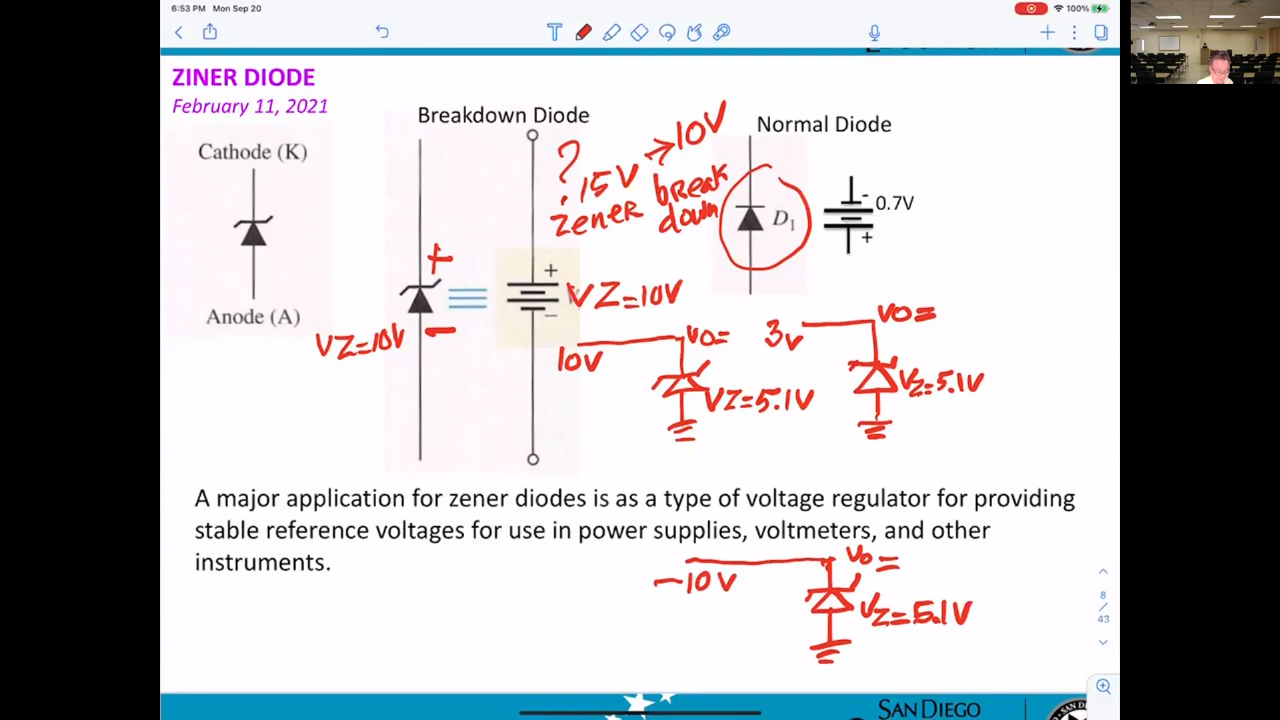 6:53 PM Mon Sep 20
100%
T
ZINER DIODE
February 11, 2021
Breakdown Diode
Normal Diode
Cathode (K)
Anode (A)
?
15V ≥10V
zener break
down
D1
-
0.7V
+
+
-
+
−
VZ=10V
VZ=10V
10V
Vo=
VZ=5.1V
3V
Vo=
VZ=5.1V
A major application for zener diodes is as a type of voltage regulator for providing
stable reference voltages for use in power supplies, voltmeters, and other
instruments.
-10V
Vo=
VZ=5.1V
8
/
43
SAN DIEGO